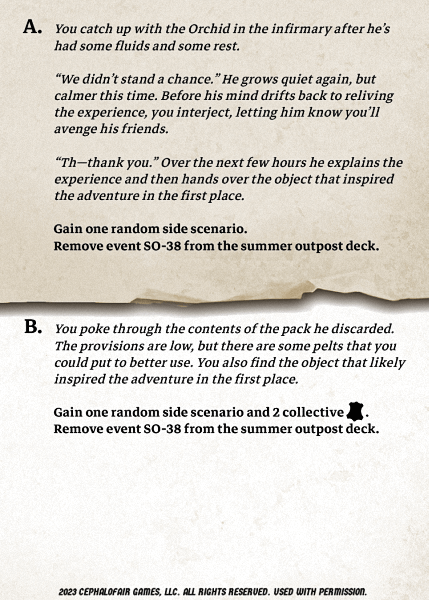 A. You catch up with the Orchid in the infirmary after he's
had some fluids and some rest.
“We didn't stand a chance.” He grows quiet again, but
calmer this time. Before his mind drifts back to reliving
the experience, you interject, letting him know you'll
avenge his friends.
“Th—thank you.” Over the next few hours he explains the
experience and then hands over the object that inspired
the adventure in the first place.
Gain one random side scenario.
Remove event SO-38 from the summer outpost deck.
B. You poke through the contents of the pack he discarded.
The provisions are low, but there are some pelts that you
could put to better use. You also find the object that likely
inspired the adventure in the first place.
Gain one random side scenario and 2 collective .
Remove event SO-38 from the summer outpost deck.
2023 CEPHALOFAIR GAMES, LLC. ALL RIGHTS RESERVED. USED WITH PERMISSION.